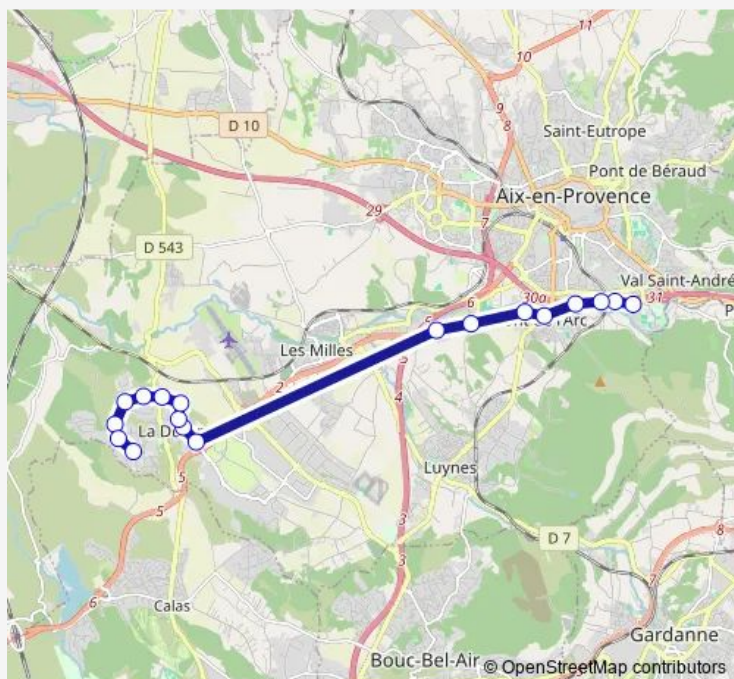 11
10
9
Saint-Eutrope
D 10
8
Pont de Béraud
Aix-en-Provence
29
7
D 543
Val Saint-André
30a
31
6
5
Les Milles
2
5
4
La D
Luynes
5
5
3
D 7
8
3
7
6
Calas
Gardanne
Bouc-Bel-Air
© OpenStreetMap contributors